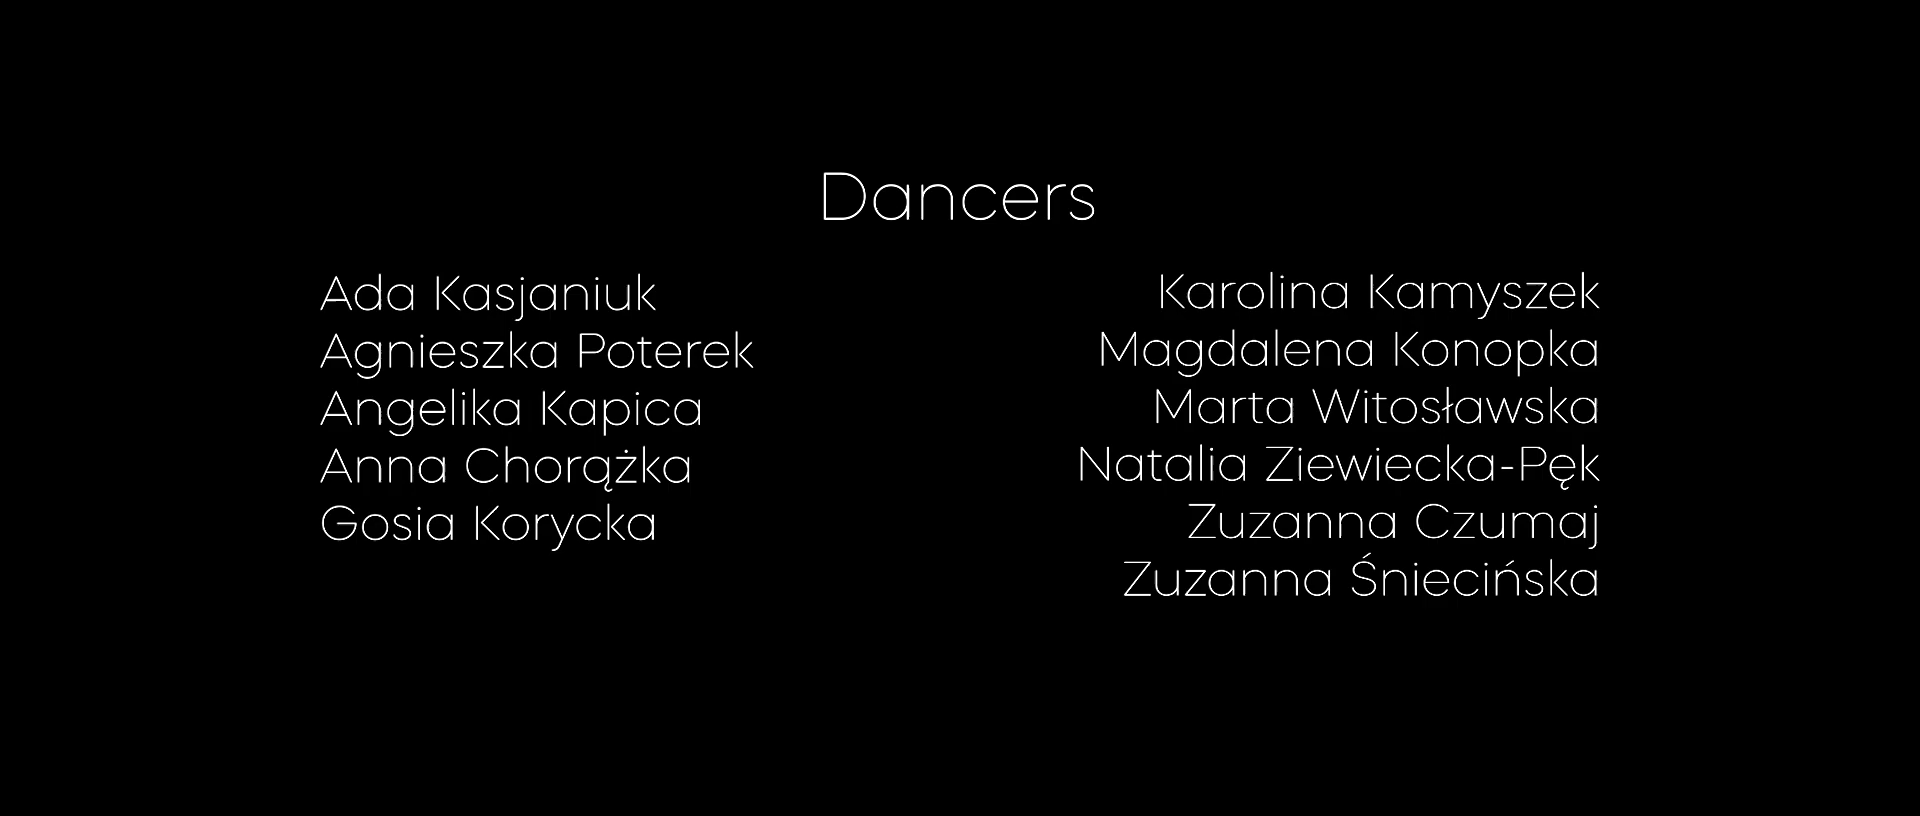 Dancers
Ada Kasjaniuk
Agnieszka Poterek
Angelika Kapica
Anna Chorążka
Gosia Korycka
Karolina Kamyszek
Magdalena Konopka
Marta Witosławska
Natalia Ziewiecka-Pęk
Zuzanna Czumaj
Zuzanna Śniecińska